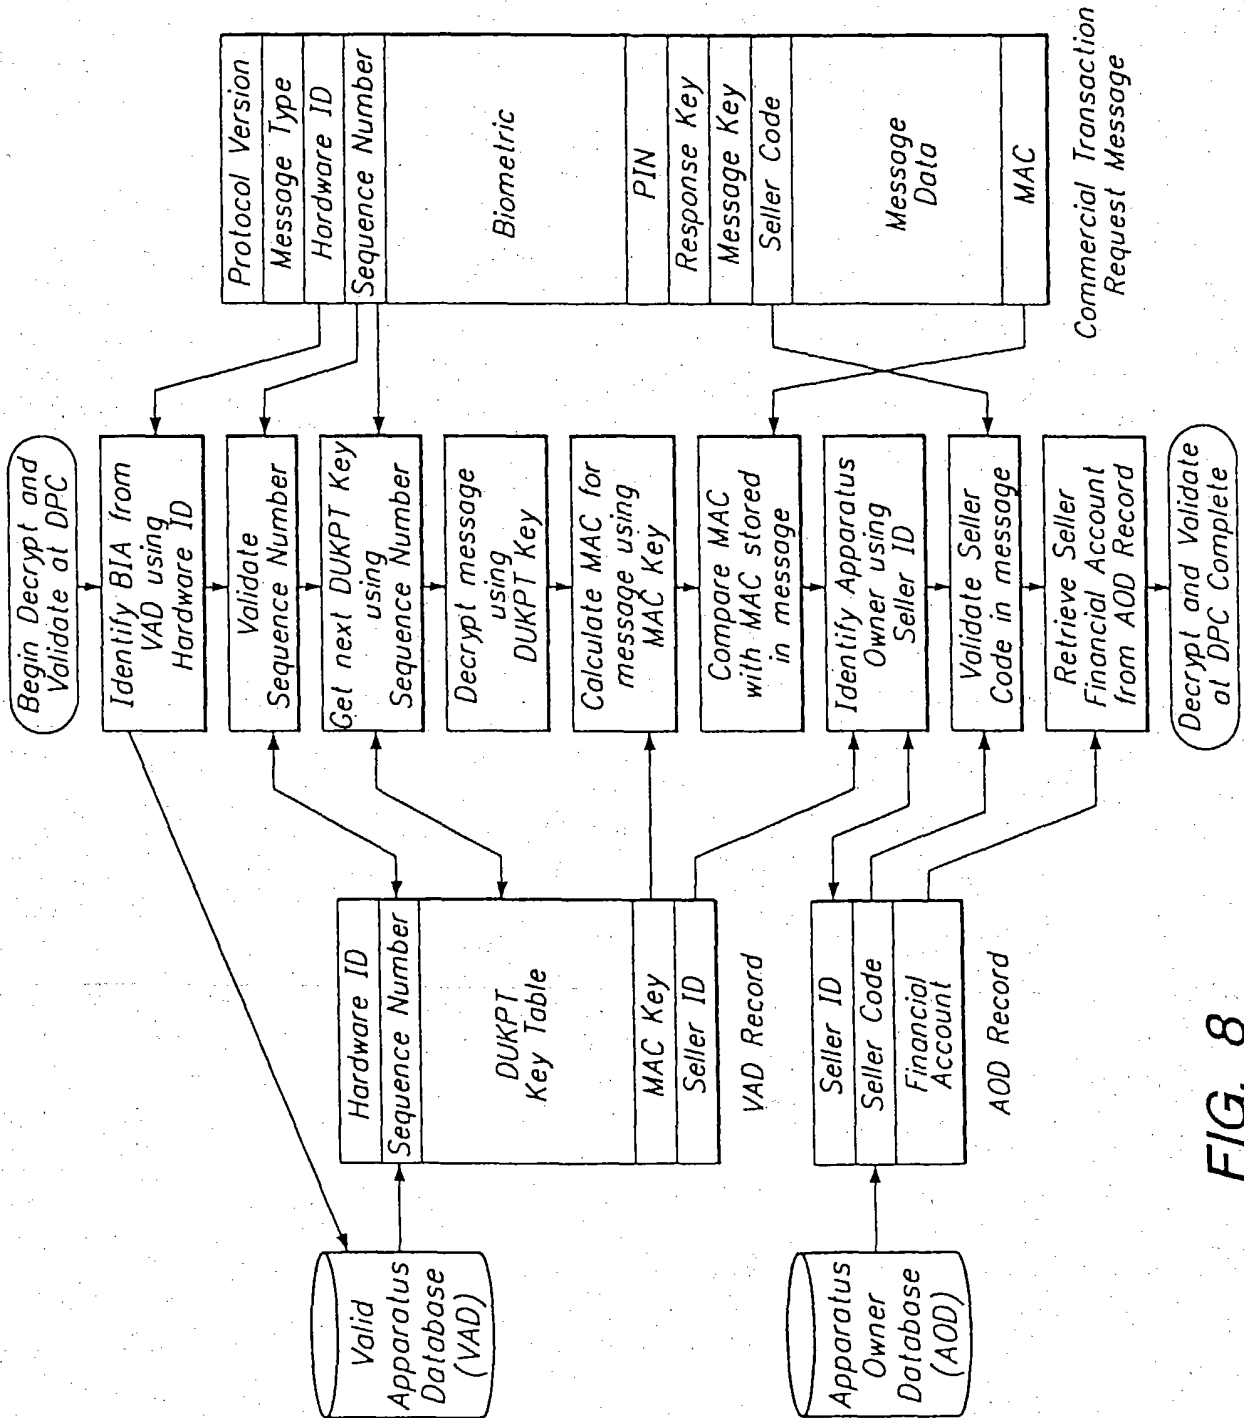 Begin Decrypt and
Validate at DPC
Identify BIA from
VAD using
Hardware ID
Validate
Sequence Number
Get next DUKPT Key
using
Sequence Number
Decrypt message
using
DUKPT Key
Calculate MAC for
message using
MAC Key
Compare MAC
with MAC stored
in message
Identify Apparatus
Owner using
Seller ID
Validate Seller
Code in message
Retrieve Seller
Financial Account
from AOD Record
Decrypt and Validate
at DPC Complete
Protocol Version
Message Type
Hardware ID
Sequence Number
Biometric
PIN
Response Key
Message Key
Seller Code
Message
Data
MAC
Commercial Transaction
Request Message
Hardware ID
Sequence Number
DUKPT
Key Table
MAC Key
Seller ID
VAD Record
Seller ID
Seller Code
Financial
Account
AOD Record
Valid
Apparatus
Database
(VAD)
Apparatus
Owner
Database
(AOD)
FIG. 8